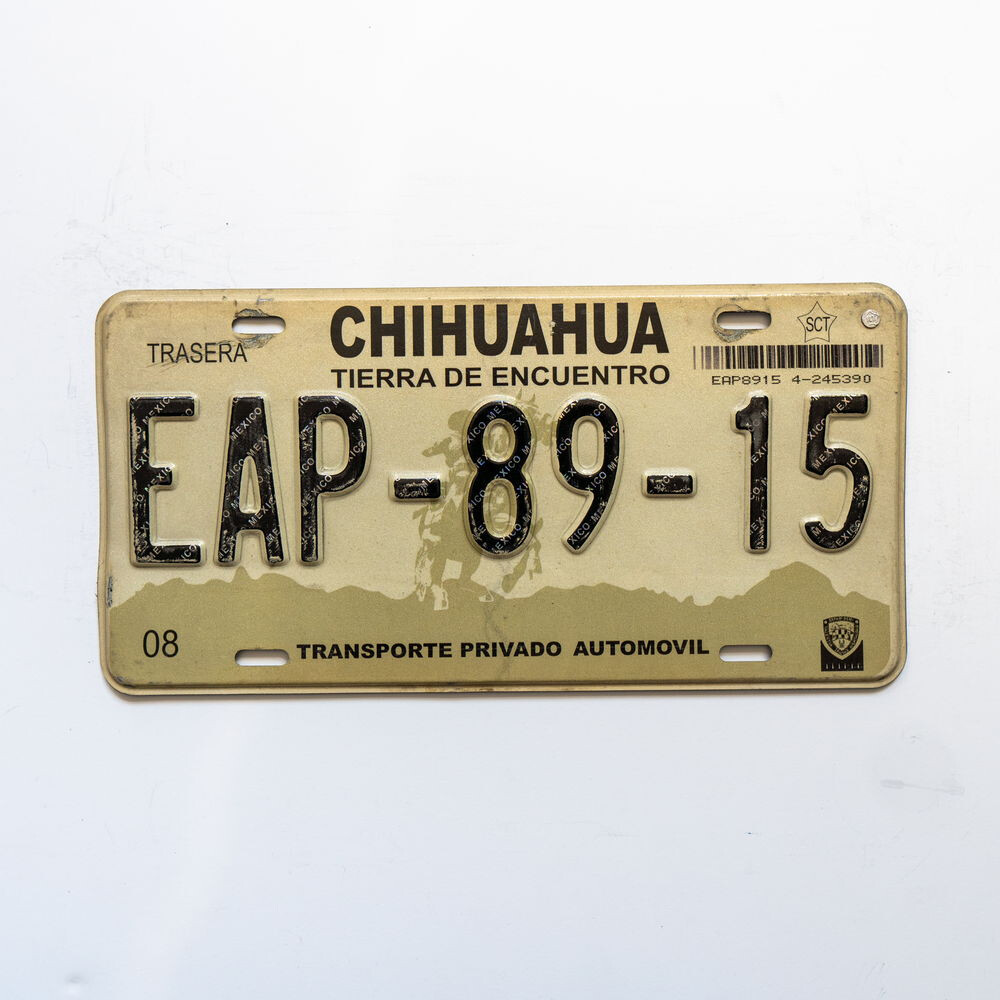 CHIHUAHUA
SCT
TRASERA
TIERRA DE ENCUENTRO
EAP8915 4-245390
EAP-89-15
08
TRANSPORTE PRIVADO AUTOMOVIL